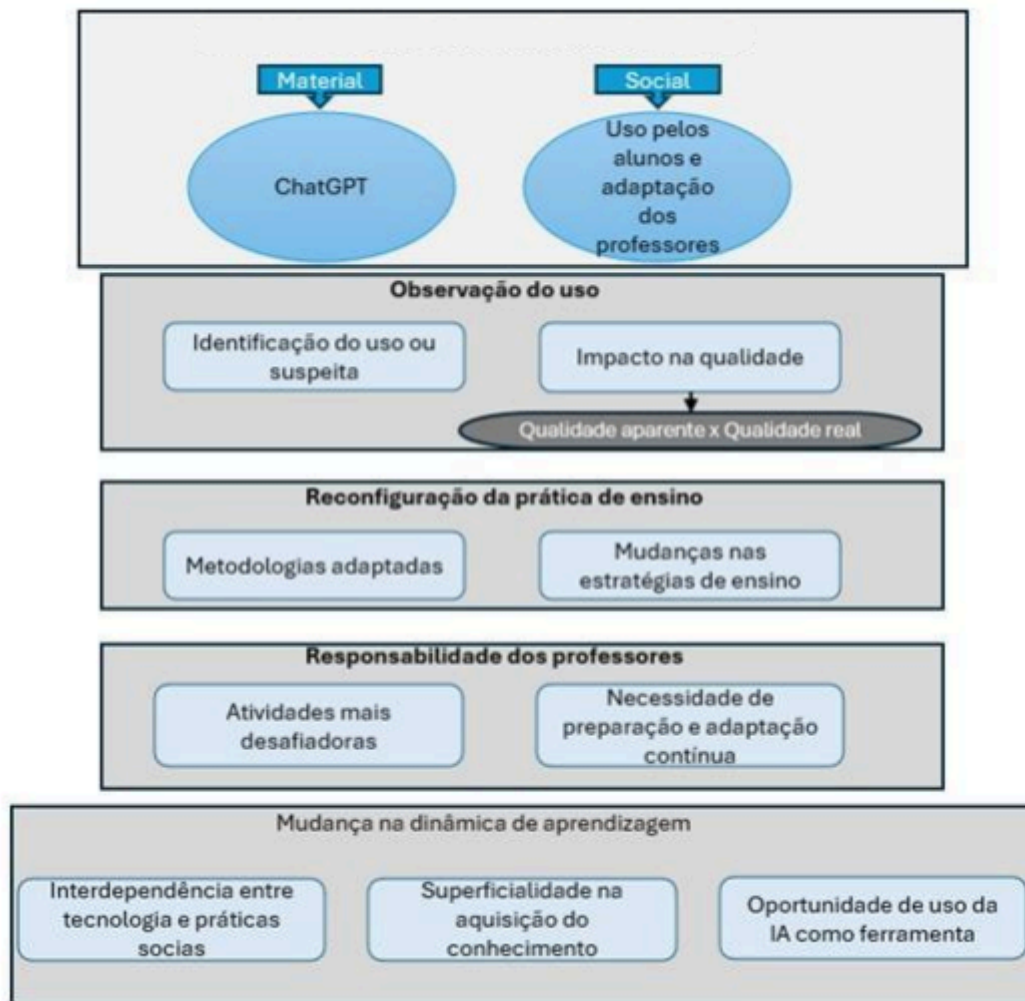 Material
Social
ChatGPT
Uso pelos
alunos e
adaptação
dos
professores
Observação do uso
Identificação do uso ou
suspeita
Impacto na qualidade
Qualidade aparente x Qualidade real
Reconfiguração da prática de ensino
Metodologias adaptadas
Mudanças nas
estratégias de ensino
Responsabilidade dos professores
Atividades mais
desafiadoras
Necessidade de
preparação e adaptação
contínua
Mudança na dinâmica de aprendizagem
Interdependência entre
tecnologia e práticas
socias
Superficialidade na
aquisição do
conhecimento
Oportunidade de uso da
IA como ferramenta